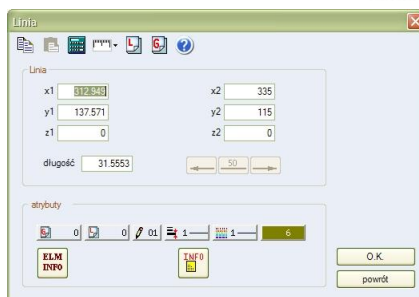 Linia
L G ?
Linia
x1 312.949 x2 335
y1 137.571 y2 115
z1 0 z2 0
długość 31.5553 50
atrybuty
G 0 L 0 01 1 1 6
ELM INFO INFO
O.K.
powrót